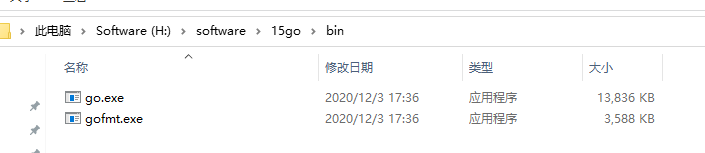 此电脑 > Software (H:) > software > 15go > bin
名称 修改日期 类型 大小
go.exe 2020/12/3 17:36 应用程序 13,836 KB
gofmt.exe 2020/12/3 17:36 应用程序 3,588 KB